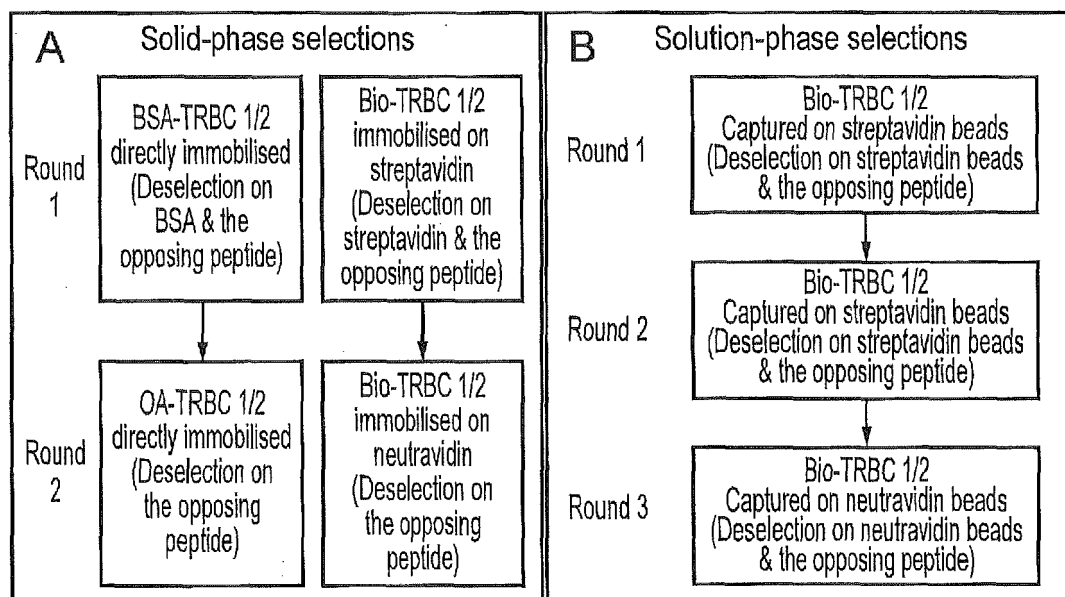 A
Solid-phase selections
Round
1
BSA-TRBC 1/2
directly immobilised
(Deselection on
BSA & the
opposing peptide)
Bio-TRBC 1/2
immobilised on
streptavidin
(Deselection on
streptavidin & the
opposing peptide)
Round
2
OA-TRBC 1/2
directly immobilised
(Deselection on
the opposing
peptide)
Bio-TRBC 1/2
immobilised on
neutravidin
(Deselection on
the opposing
peptide)
B
Solution-phase selections
Round 1
Bio-TRBC 1/2
Captured on streptavidin beads
(Deselection on streptavidin beads
& the opposing peptide)
Round 2
Bio-TRBC 1/2
Captured on streptavidin beads
(Deselection on streptavidin beads
& the opposing peptide)
Round 3
Bio-TRBC 1/2
Captured on neutravidin beads
(Deselection on neutravidin beads
& the opposing peptide)